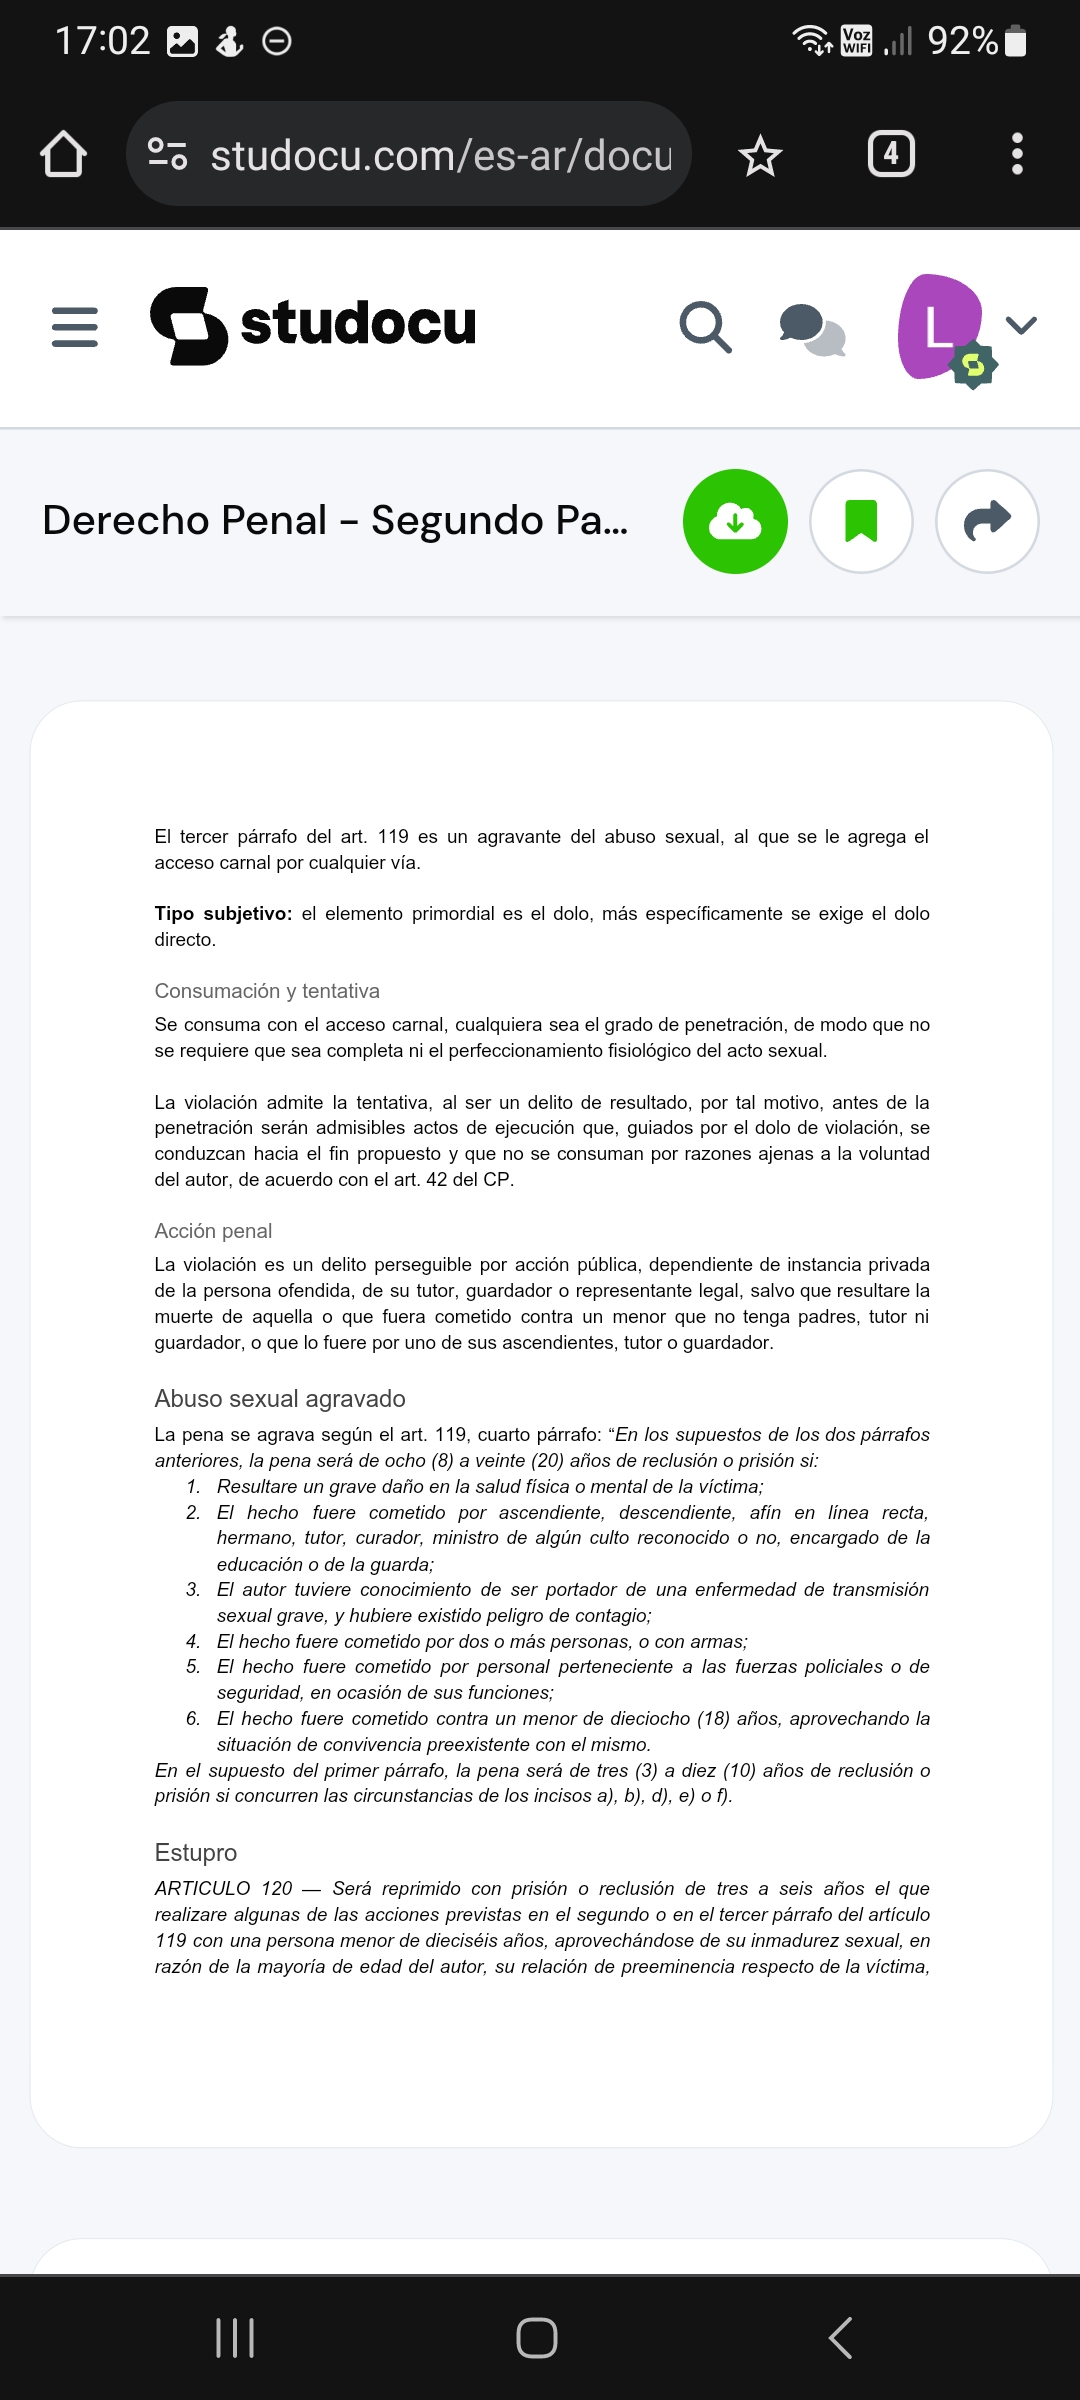 17:02
Voz
WIFI
92%
studocu.com/es-ar/docu
4
studocu
L
Derecho Penal - Segundo Pa...
El tercer párrafo del art. 119 es un agravante del abuso sexual, al que se le agrega el
acceso carnal por cualquier vía.
Tipo subjetivo: el elemento primordial es el dolo, más específicamente se exige el dolo
directo.
Consumación y tentativa
Se consuma con el acceso carnal, cualquiera sea el grado de penetración, de modo que no
se requiere que sea completa ni el perfeccionamiento fisiológico del acto sexual.
La violación admite la tentativa, al ser un delito de resultado, por tal motivo, antes de la
penetración serán admisibles actos de ejecución que, guiados por el dolo de violación, se
conduzcan hacia el fin propuesto y que no se consuman por razones ajenas a la voluntad
del autor, de acuerdo con el art. 42 del CP.
Acción penal
La violación es un delito perseguible por acción pública, dependiente de instancia privada
de la persona ofendida, de su tutor, guardador o representante legal, salvo que resultare la
muerte de aquella o que fuera cometido contra un menor que no tenga padres, tutor ni
guardador, o que lo fuere por uno de sus ascendientes, tutor o guardador.
Abuso sexual agravado
La pena se agrava según el art. 119, cuarto párrafo: “En los supuestos de los dos párrafos
anteriores, la pena será de ocho (8) a veinte (20) años de reclusión o prisión si:
1. Resultare un grave daño en la salud física o mental de la víctima;
2. El hecho fuere cometido por ascendiente, descendiente, afín en línea recta,
hermano, tutor, curador, ministro de algún culto reconocido o no, encargado de la
educación o de la guarda;
3. El autor tuviere conocimiento de ser portador de una enfermedad de transmisión
sexual grave, y hubiere existido peligro de contagio;
4. El hecho fuere cometido por dos o más personas, o con armas;
5. El hecho fuere cometido por personal perteneciente a las fuerzas policiales o de
seguridad, en ocasión de sus funciones;
6. El hecho fuere cometido contra un menor de dieciocho (18) años, aprovechando la
situación de convivencia preexistente con el mismo.
En el supuesto del primer párrafo, la pena será de tres (3) a diez (10) años de reclusión o
prisión si concurren las circunstancias de los incisos a), b), d), e) o f).
Estupro
ARTICULO 120 — Será reprimido con prisión o reclusión de tres a seis años el que
realizare algunas de las acciones previstas en el segundo o en el tercer párrafo del artículo
119 con una persona menor de dieciséis años, aprovechándose de su inmadurez sexual, en
razón de la mayoría de edad del autor, su relación de preeminencia respecto de la víctima,